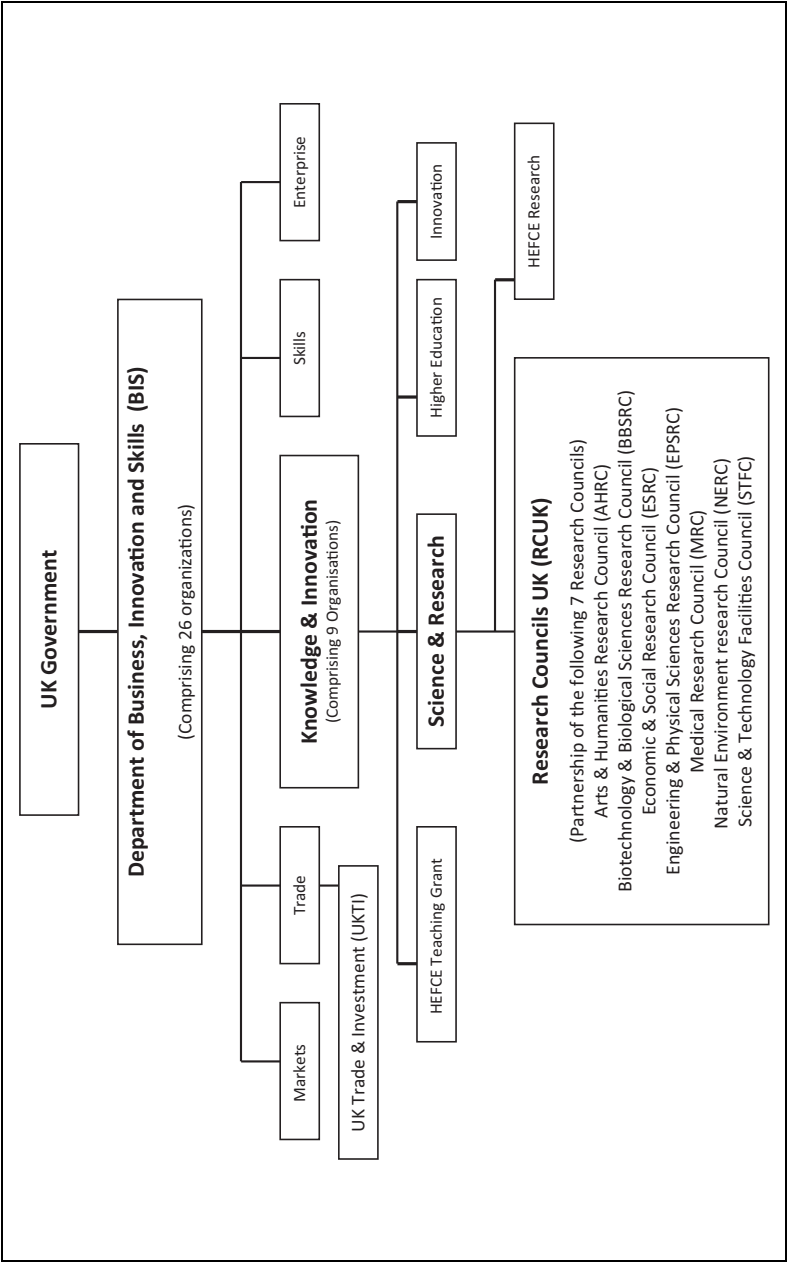 UK Government
Department of Business, Innovation and Skills (BIS)
(Comprising 26 organizations)
Markets
Trade
Knowledge & Innovation
(Comprising 9 Organisations)
Skills
Enterprise
UK Trade & Investment (UKTI)
HEFCE Teaching Grant
Science & Research
Higher Education
Innovation
Research Councils UK (RCUK)
(Partnership of the following 7 Research Councils)
Arts & Humanities Research Council (AHRC)
Biotechnology & Biological Sciences Research Council (BBSRC)
Economic & Social Research Council (ESRC)
Engineering & Physical Sciences Research Council (EPSRC)
Medical Research Council (MRC)
Natural Environment research Council (NERC)
Science & Technology Facilities Council (STFC)
HEFCE Research